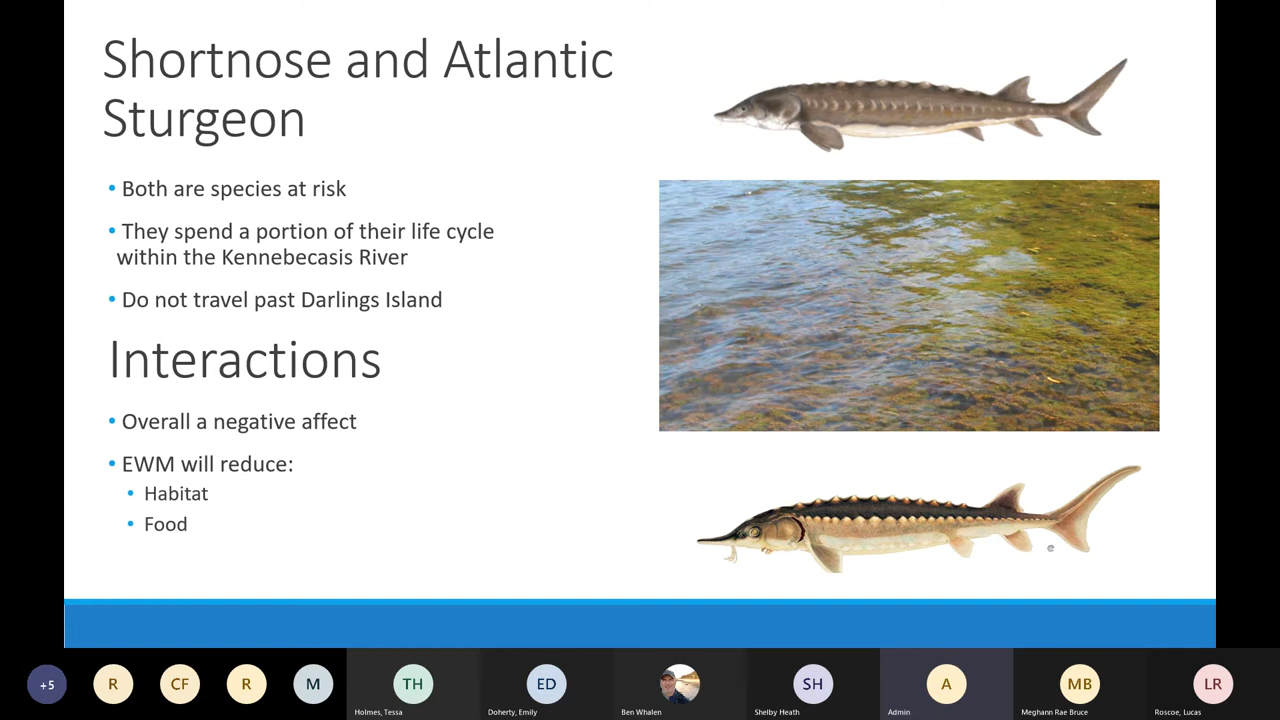 Shortnose and Atlantic
Sturgeon
• Both are species at risk
• They spend a portion of their life cycle
within the Kennebecasis River
• Do not travel past Darlings Island
Interactions
• Overall a negative affect
• EWM will reduce:
• Habitat
• Food
+5
R
CF
R
M
TH
ED
SH
A
MB
LR
Holmes, Tessa
Doherty, Emily
Ben Whalen
Shelby Heath
Admin
Meghann Rae Bruce
Roscoe, Lucas